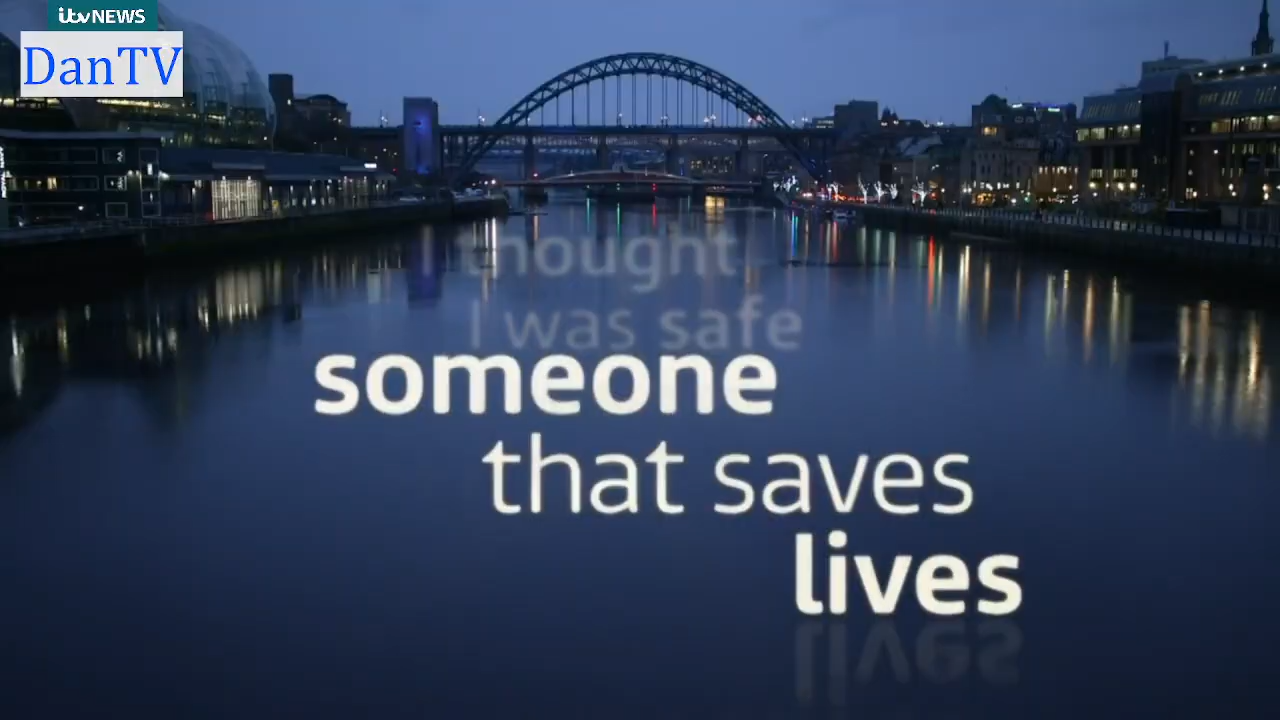 itv NEWS
DanTV
thought
I was safe
someone
that saves
lives